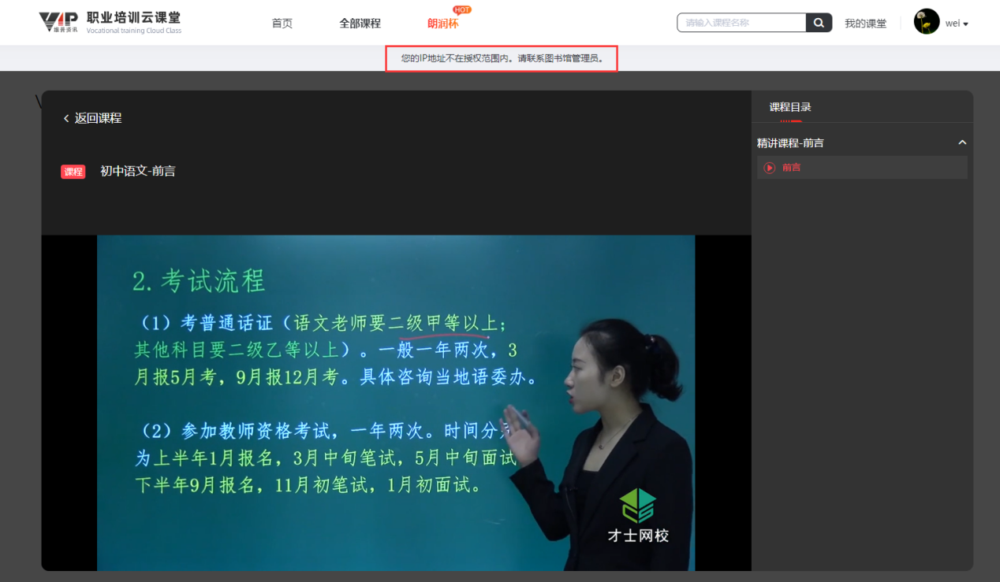 VIP 职业培训云课堂
维普资讯 Vocational training Cloud Class
首页
全部课程
朗润杯
HOT
请输入课程名称
我的课堂
wei
您的IP地址不在授权范围内。请联系图书馆管理员。
返回课程
课程 初中语文-前言
课程目录
精讲课程-前言
前言
2.考试流程
（1）考普通话证（语文老师要二级甲等以上；
其他科目要二级乙等以上）。一般一年两次，3
月报5月考，9月报12月考。具体咨询当地语委办。
（2）参加教师资格考试，一年两次。时间分
为上半年1月报名，3月中旬笔试，5月中旬面试
下半年9月报名，11月初笔试，1月初面试。
CS
才士网校